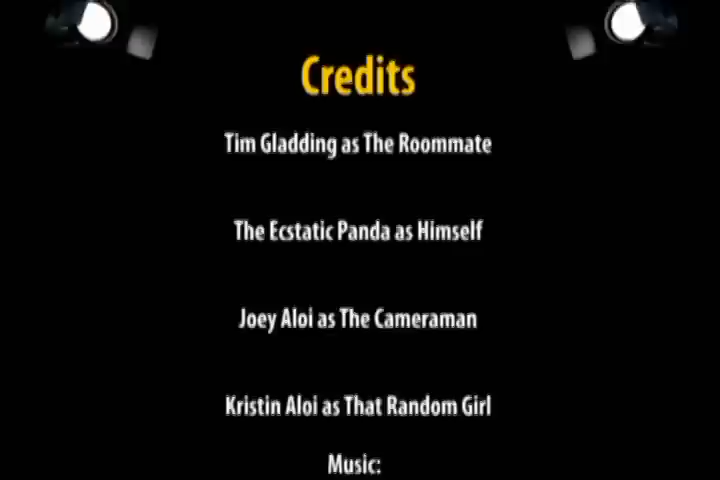 Credits
Tim Gladding as The Roommate
The Ecstatic Panda as Himself
Joey Aloi as The Cameraman
Kristin Aloi as That Random Girl
Music: